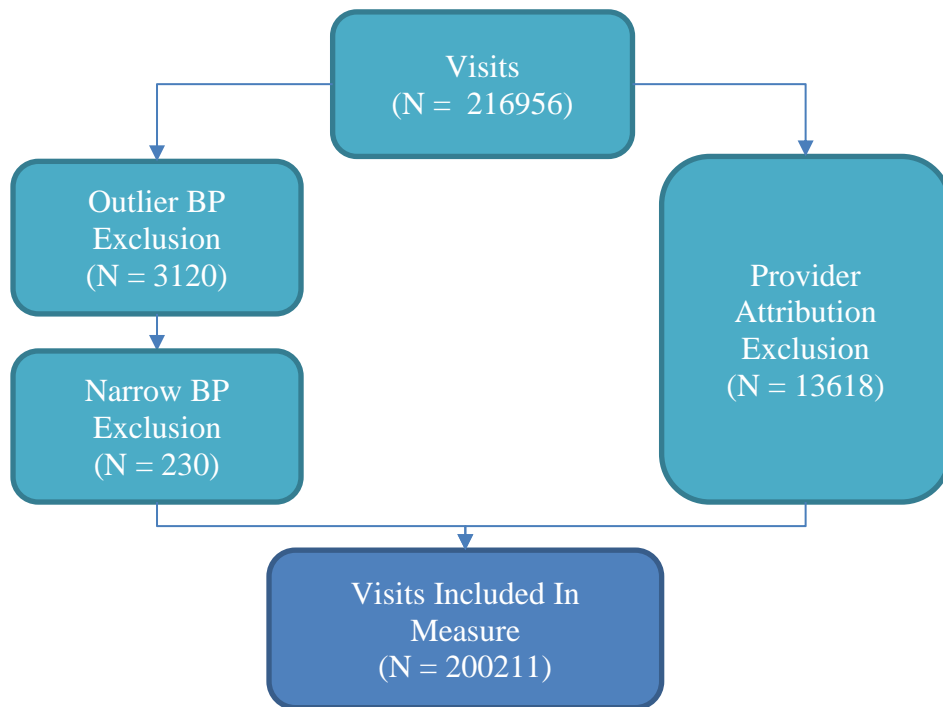 Visits
(N =  216956)
Outlier BP
Exclusion
(N = 3120)
Provider
Attribution
Exclusion
(N = 13618)
Narrow BP
Exclusion
(N = 230)
Visits Included In
Measure
(N = 200211)